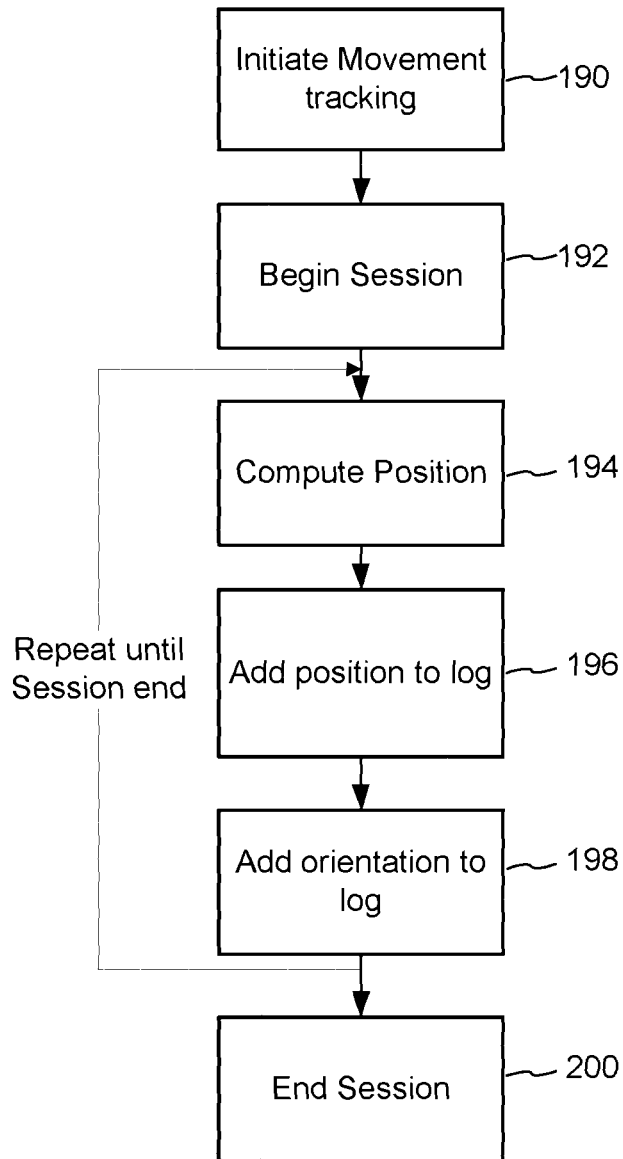 Initiate Movement
tracking
190
Begin Session
192
Compute Position
194
Repeat until
Session end
Add position to log
196
Add orientation to
log
198
End Session
200